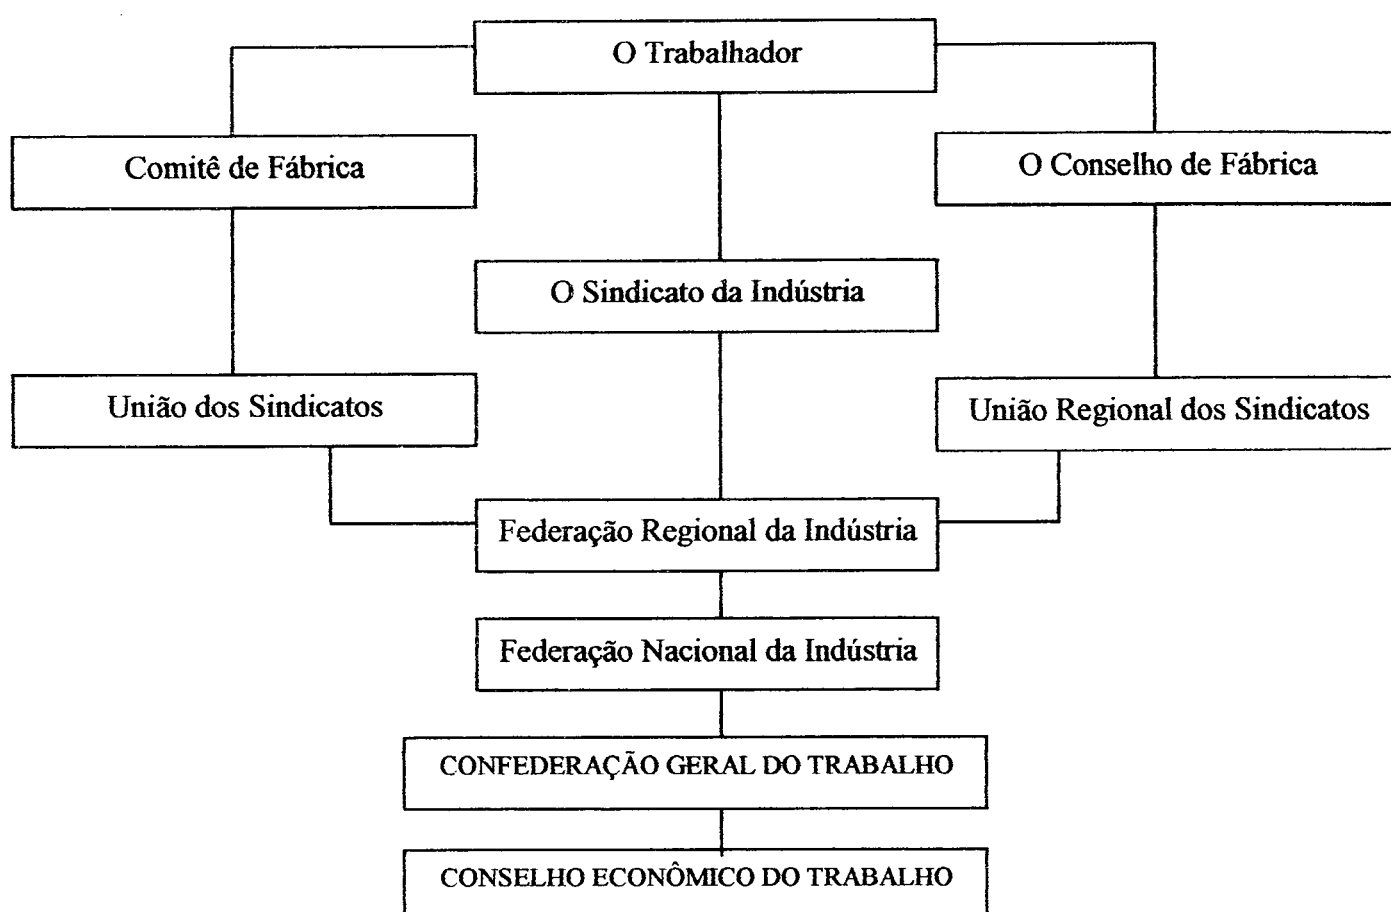 O Trabalhador
Comitê de Fábrica
O Conselho de Fábrica
O Sindicato da Indústria
União dos Sindicatos
União Regional dos Sindicatos
Federação Regional da Indústria
Federação Nacional da Indústria
CONFEDERAÇÃO GERAL DO TRABALHO
CONSELHO ECONÔMICO DO TRABALHO